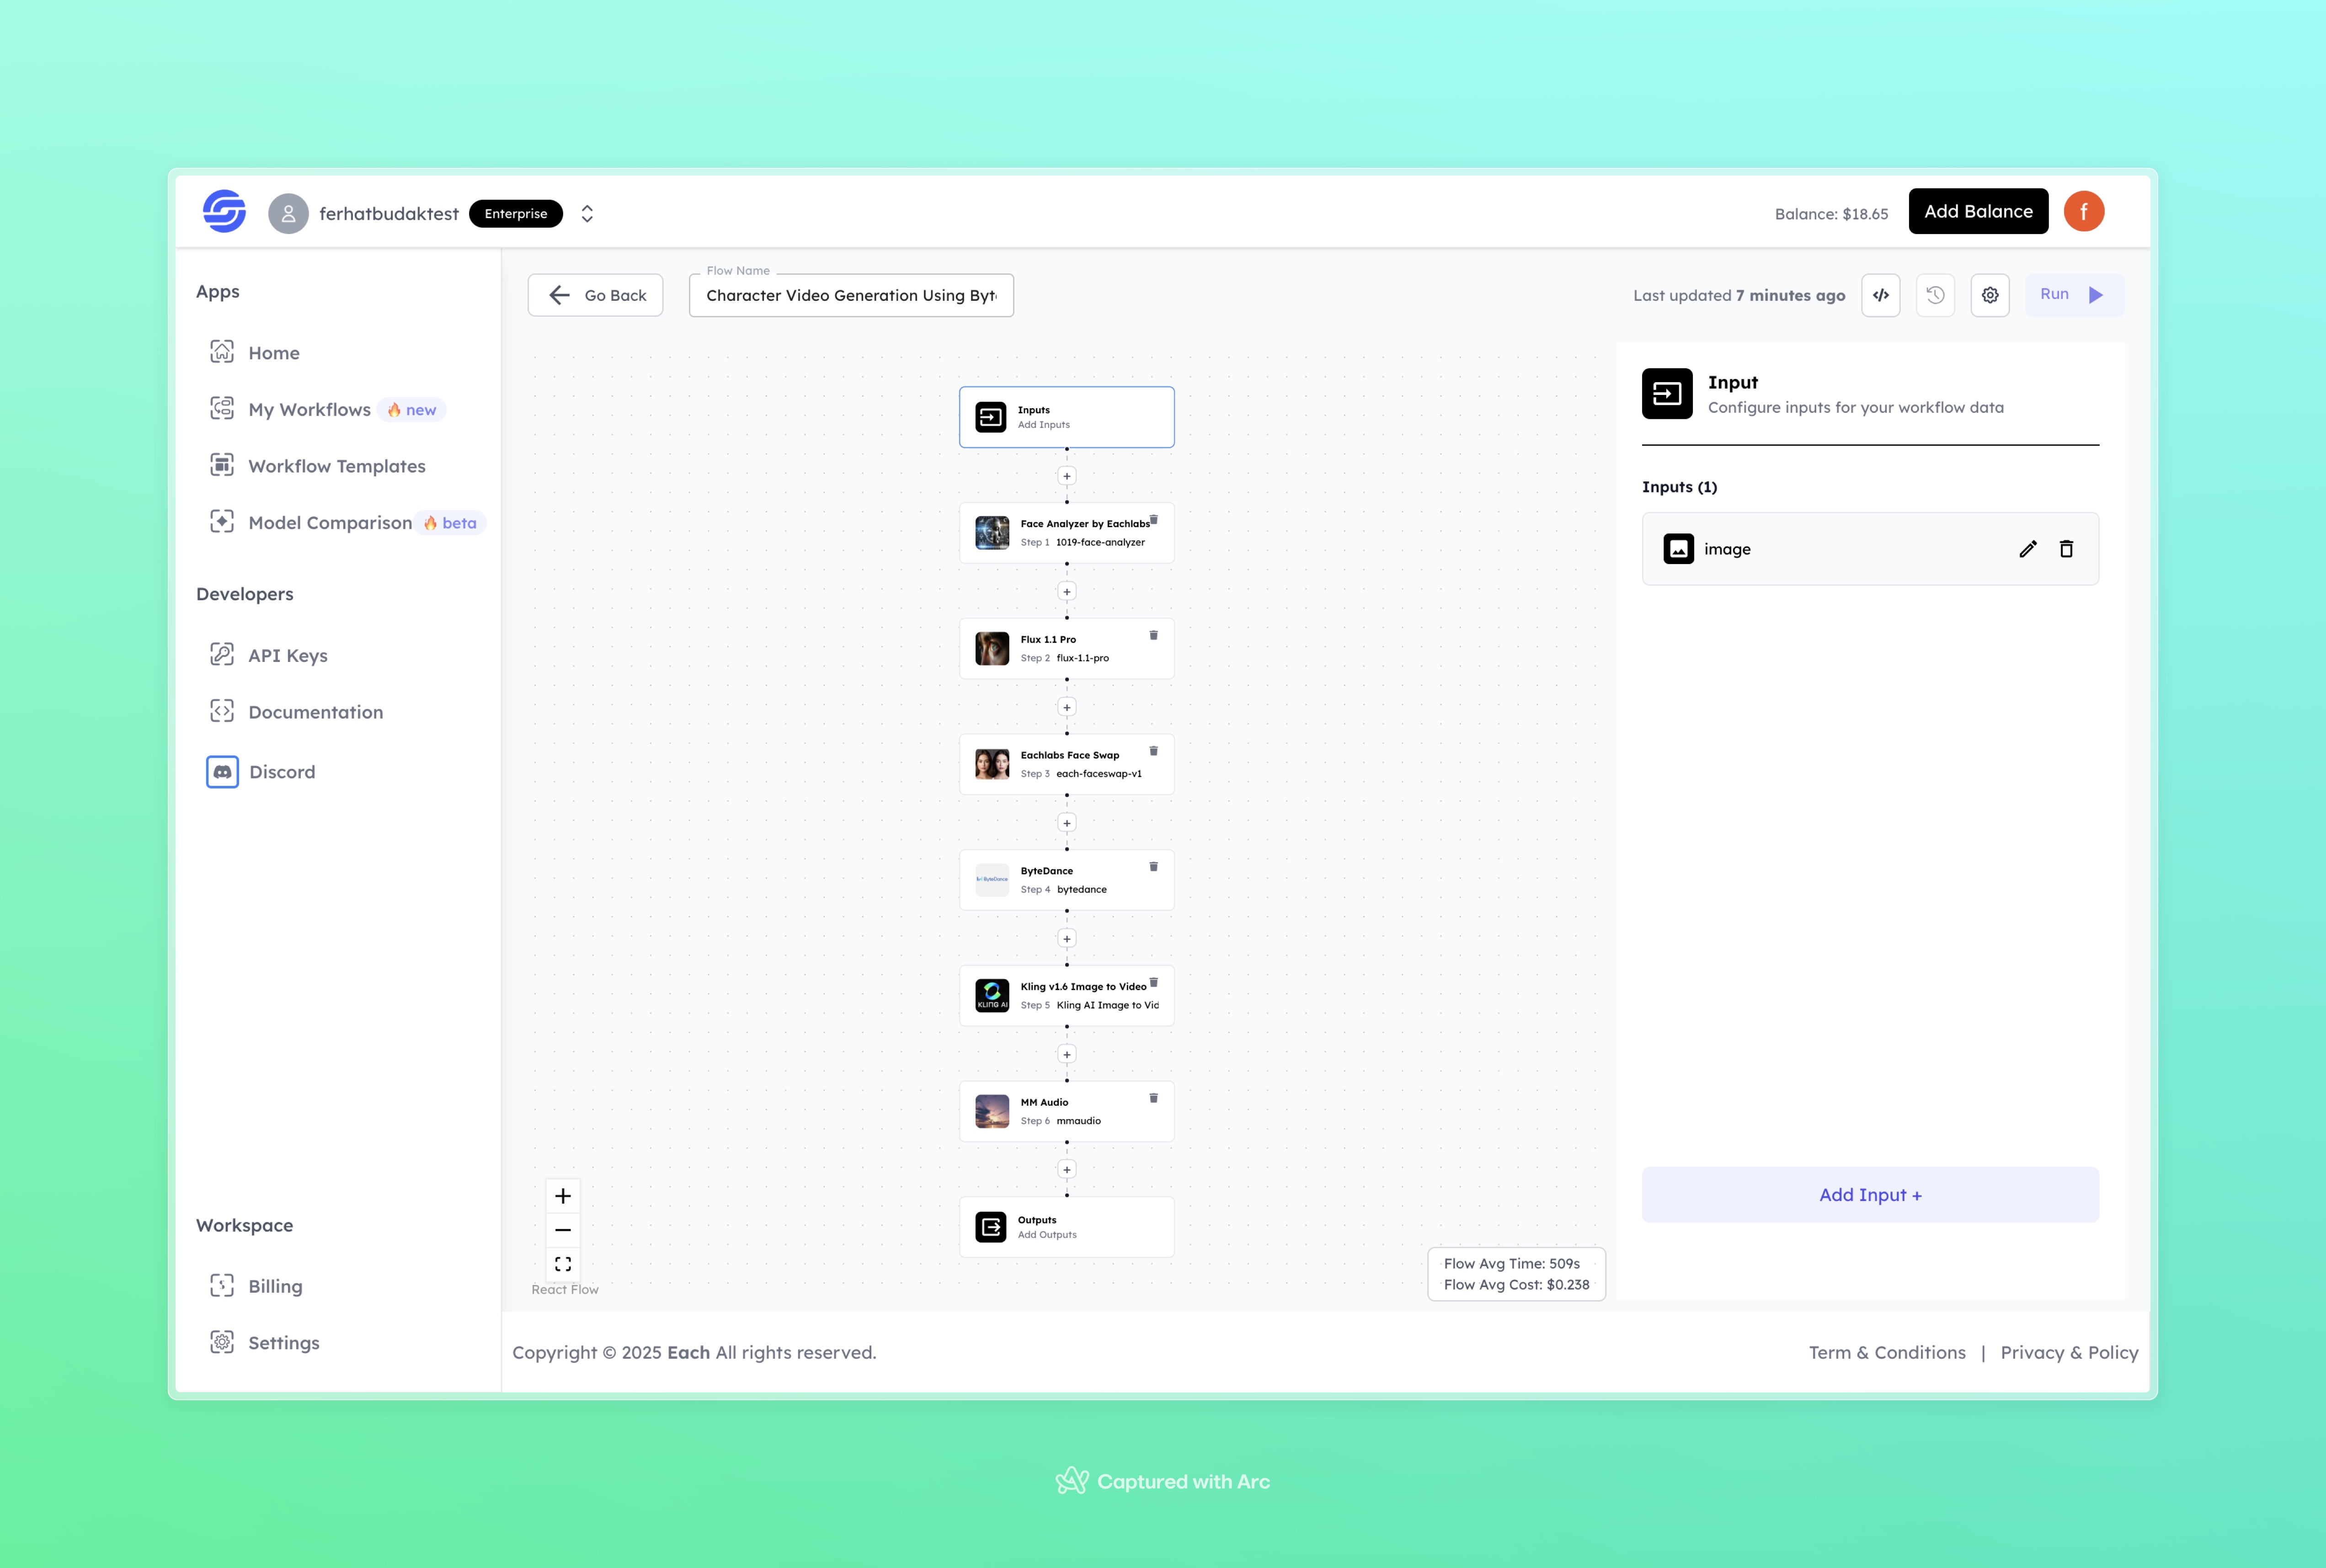 ferhatbudaktest Enterprise
Balance: $18.65
Add Balance
f
Apps
Home
My Workflows 🔥 new
Workflow Templates
Model Comparison 🔥 beta
Developers
API Keys
Documentation
Discord
Workspace
Billing
Settings
Go Back
Flow Name
Character Video Generation Using Byt
Last updated 7 minutes ago
Run
Inputs
Add Inputs
+
Face Analyzer by Eachlabs
Step 1 1019-face-analyzer
+
Flux 1.1 Pro
Step 2 flux-1.1-pro
+
Eachlabs Face Swap
Step 3 each-faceswap-v1
+
ByteDance
ByteDance
Step 4 bytedance
+
KLING AI
Kling v1.6 Image to Video
Step 5 Kling AI Image to Vid
+
MM Audio
Step 6 mmaudio
+
Outputs
Add Outputs
React Flow
Flow Avg Time: 509s
Flow Avg Cost: $0.238
Input
Configure inputs for your workflow data
Inputs (1)
image
Add Input +
Copyright © 2025 Each All rights reserved.
Term & Conditions | Privacy & Policy
Captured with Arc